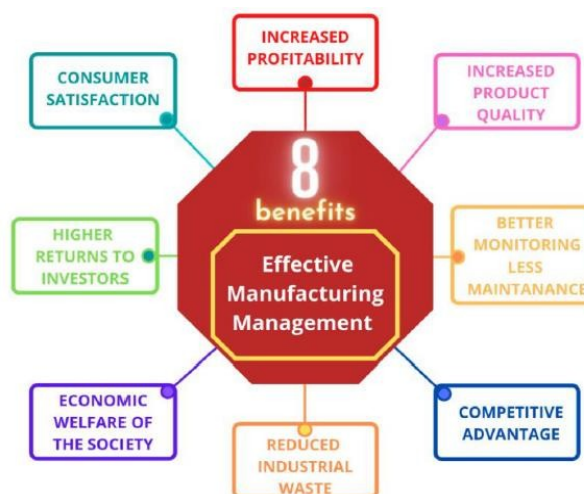 INCREASED
PROFITABILITY
CONSUMER
SATISFACTION
INCREASED
PRODUCT
QUALITY
8
benefits
HIGHER
RETURNS TO
INVESTORS
Effective
Manufacturing
Management
BETTER
MONITORING
LESS
MAINTANANCE
ECONOMIC
WELFARE OF
THE SOCIETY
REDUCED
INDUSTRIAL
WASTE
COMPETITIVE
ADVANTAGE